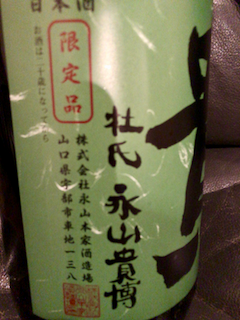 日本酒
限定品
お酒は二十歳になってから
杜氏 永山貴博
株式会社永山本家酒造場
山口県宇部市車地一三八